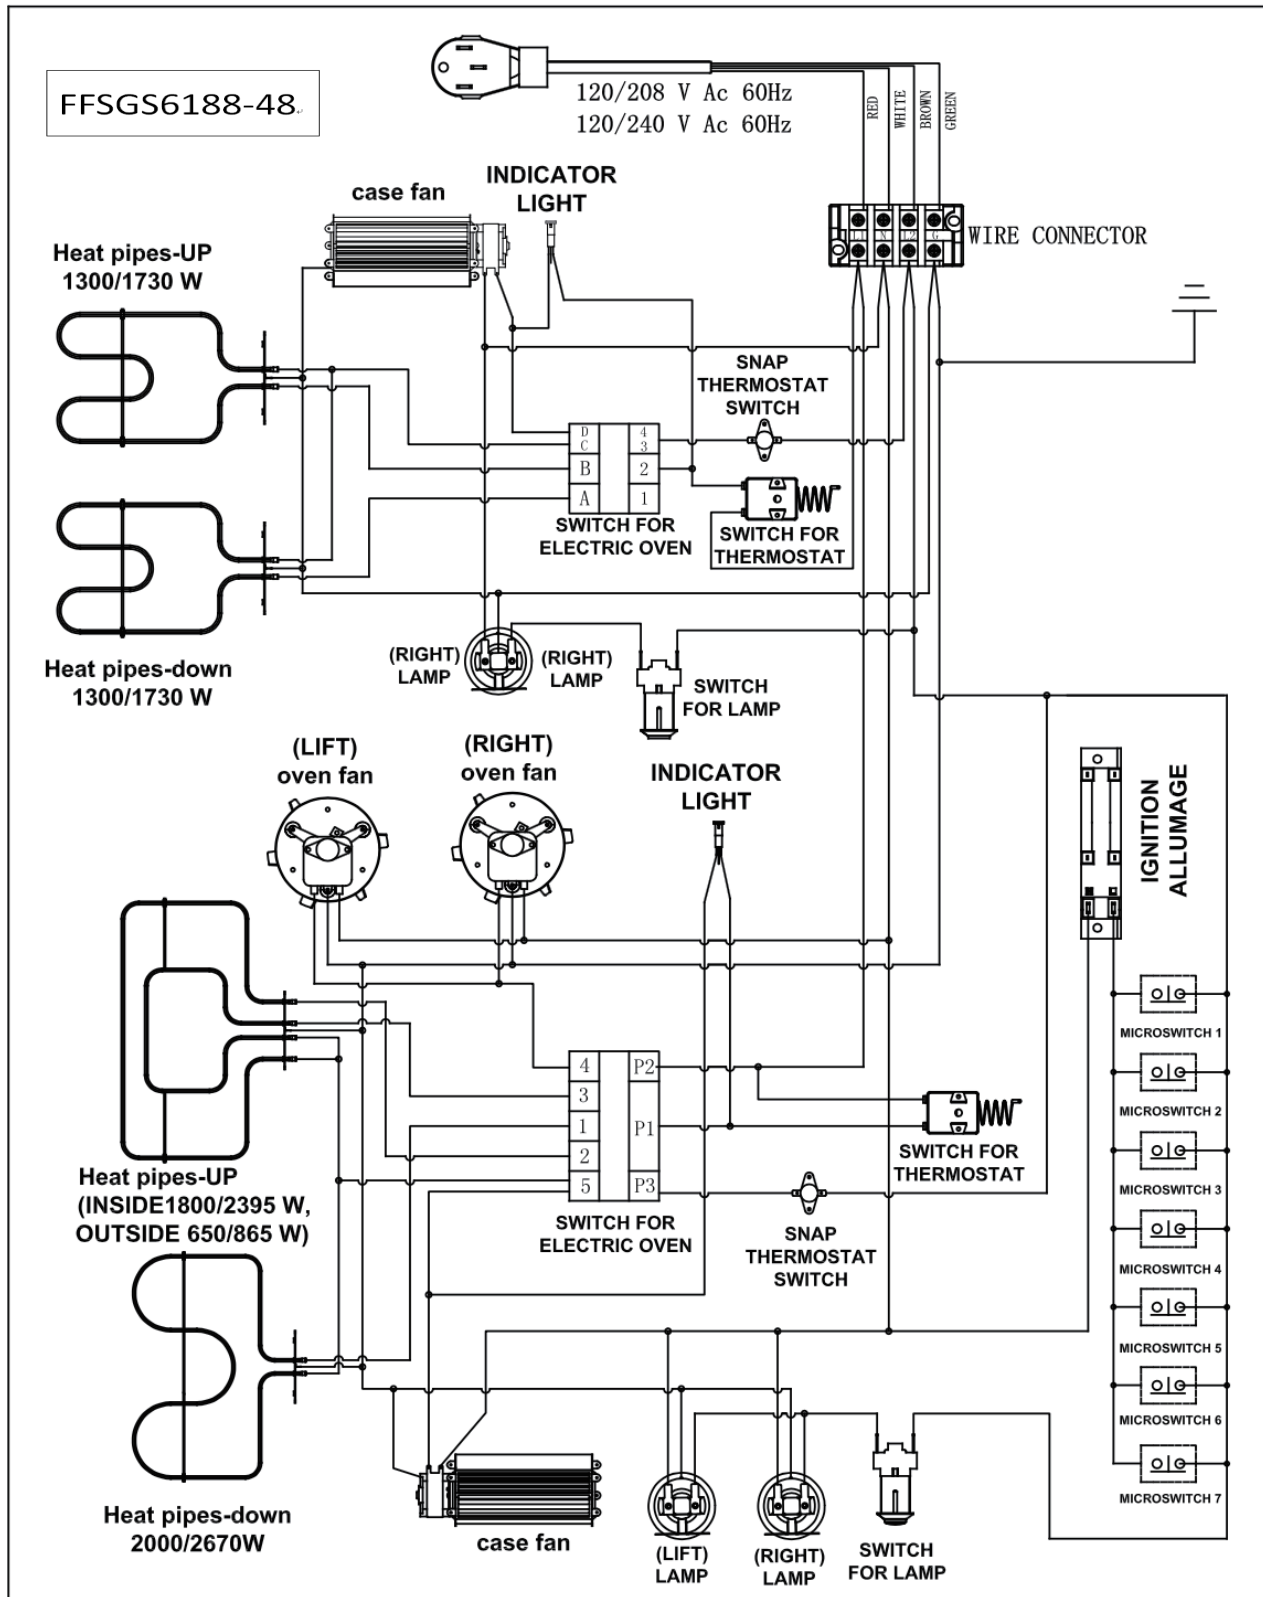 FFSGS6188-48
120/208 V Ac 60Hz
120/240 V Ac 60Hz
RED
WHITE
BROWN
GREEN
case fan
INDICATOR
LIGHT
L1 N L2 G
WIRE CONNECTOR
Heat pipes-UP
1300/1730 W
SNAP
THERMOSTAT
SWITCH
D 4
C 3
B 2
A 1
SWITCH FOR
ELECTRIC OVEN
SWITCH FOR
THERMOSTAT
Heat pipes-down
1300/1730 W
(RIGHT)
LAMP
(RIGHT)
LAMP
SWITCH
FOR LAMP
(LIFT)
oven fan
(RIGHT)
oven fan
INDICATOR
LIGHT
IGNITION
ALLUMAGE
MICROSWITCH 1
MICROSWITCH 2
MICROSWITCH 3
MICROSWITCH 4
MICROSWITCH 5
MICROSWITCH 6
MICROSWITCH 7
4 P2
3
1 P1
2
5 P3
SWITCH FOR
ELECTRIC OVEN
SWITCH FOR
THERMOSTAT
SNAP
THERMOSTAT
SWITCH
Heat pipes-UP
(INSIDE1800/2395 W,
OUTSIDE 650/865 W)
Heat pipes-down
2000/2670W
case fan
(LIFT)
LAMP
(RIGHT)
LAMP
SWITCH
FOR LAMP